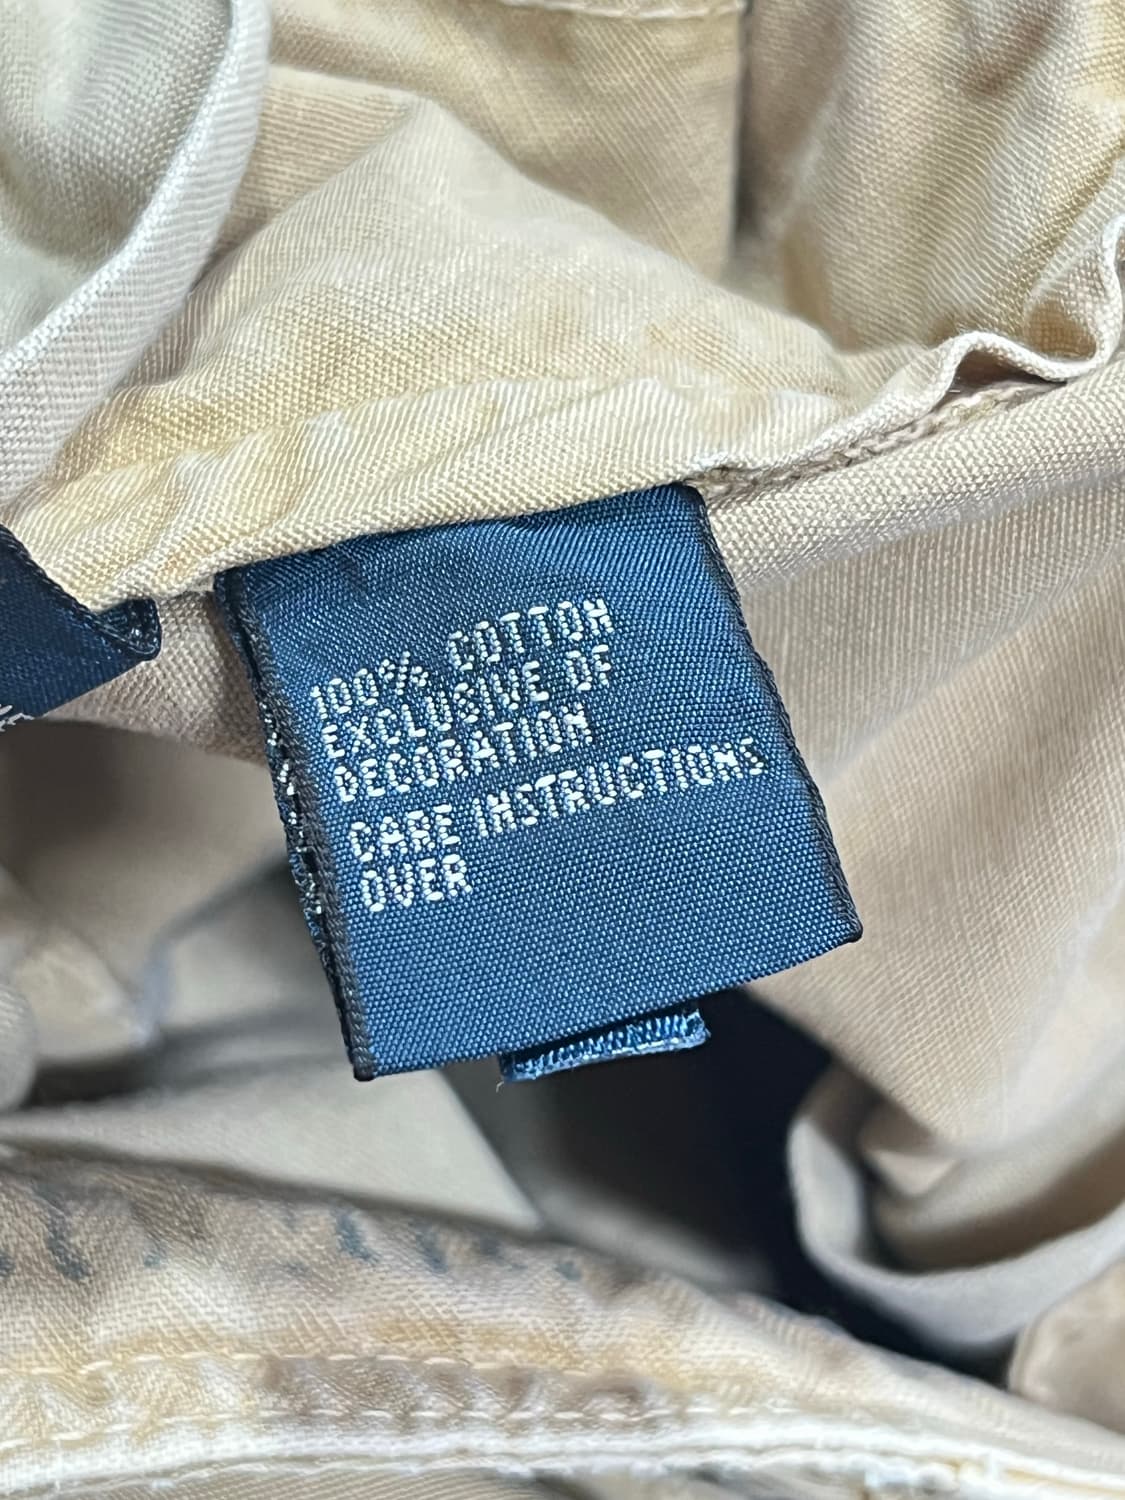 100% COTTON
EXCLUSIVE OF
DECORATION
CARE INSTRUCTIONS
OVER